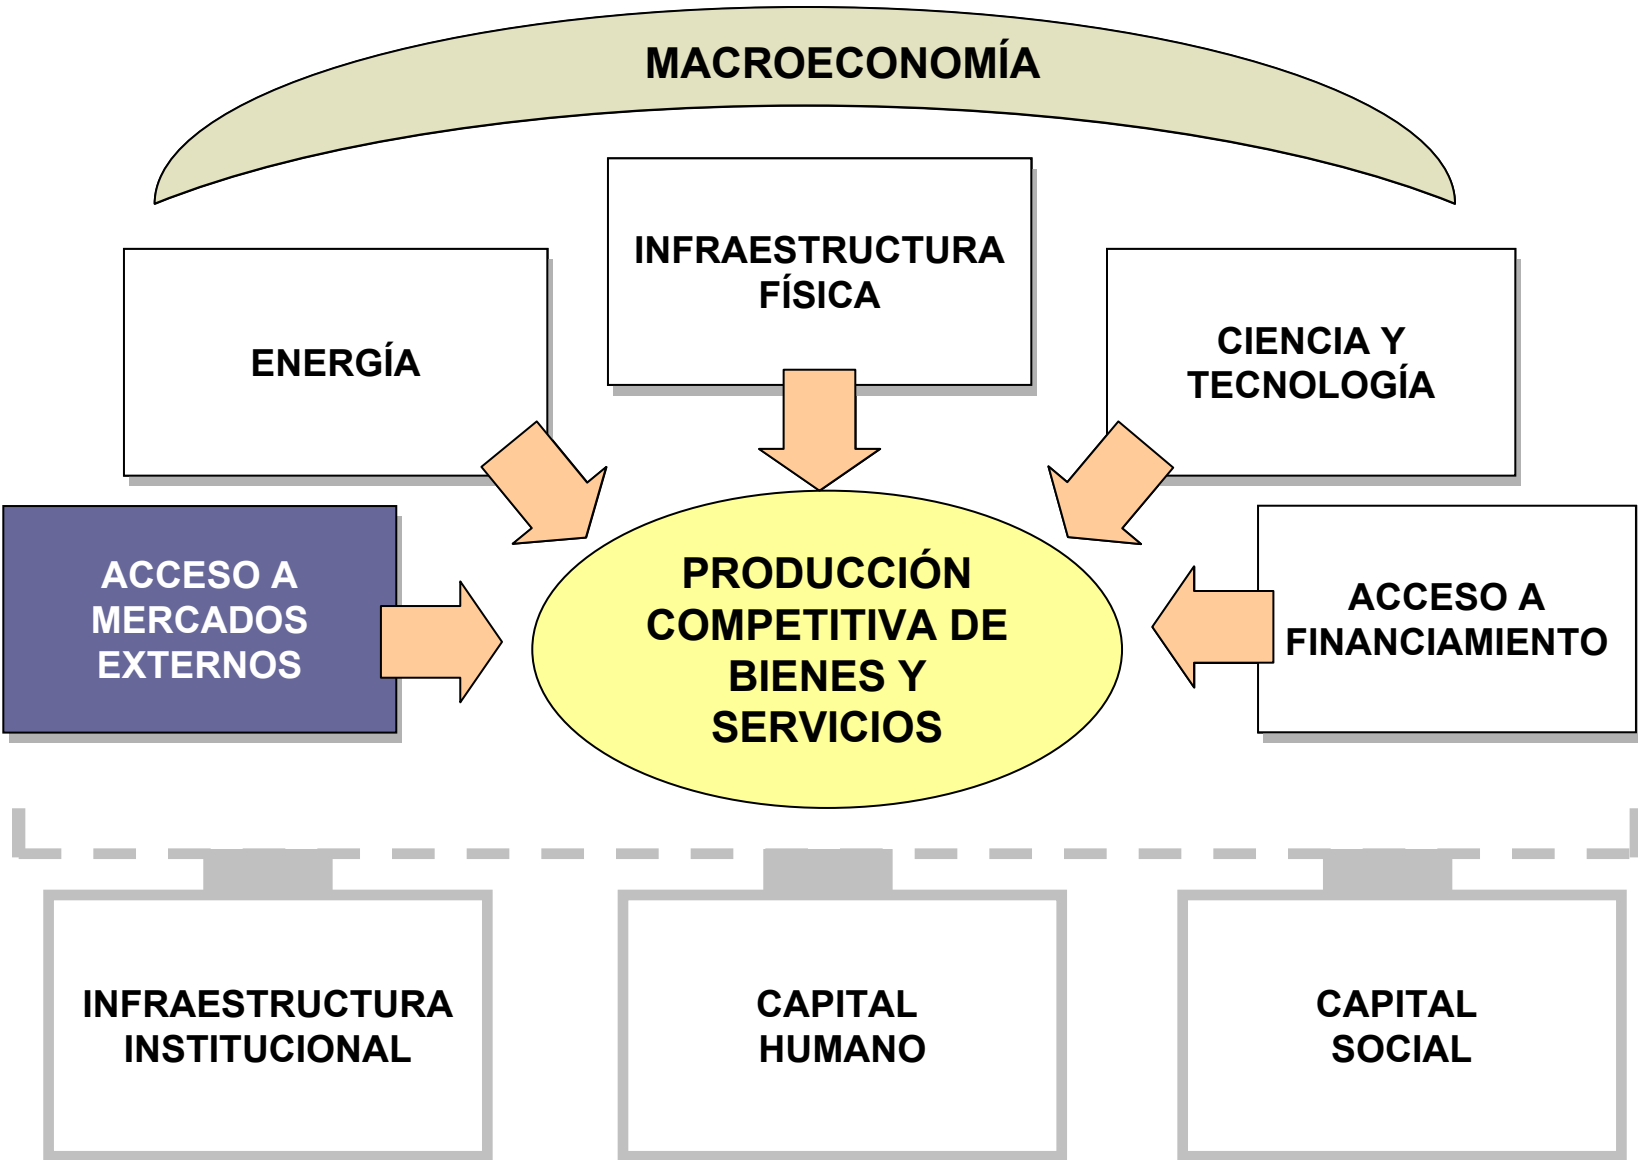 MACROECONOMÍA
INFRAESTRUCTURA
FÍSICA
ENERGÍA
CIENCIA Y
TECNOLOGÍA
ACCESO A
MERCADOS
EXTERNOS
PRODUCCIÓN
COMPETITIVA DE
BIENES Y
SERVICIOS
ACCESO A
FINANCIAMIENTO
INFRAESTRUCTURA
INSTITUCIONAL
CAPITAL
HUMANO
CAPITAL
SOCIAL